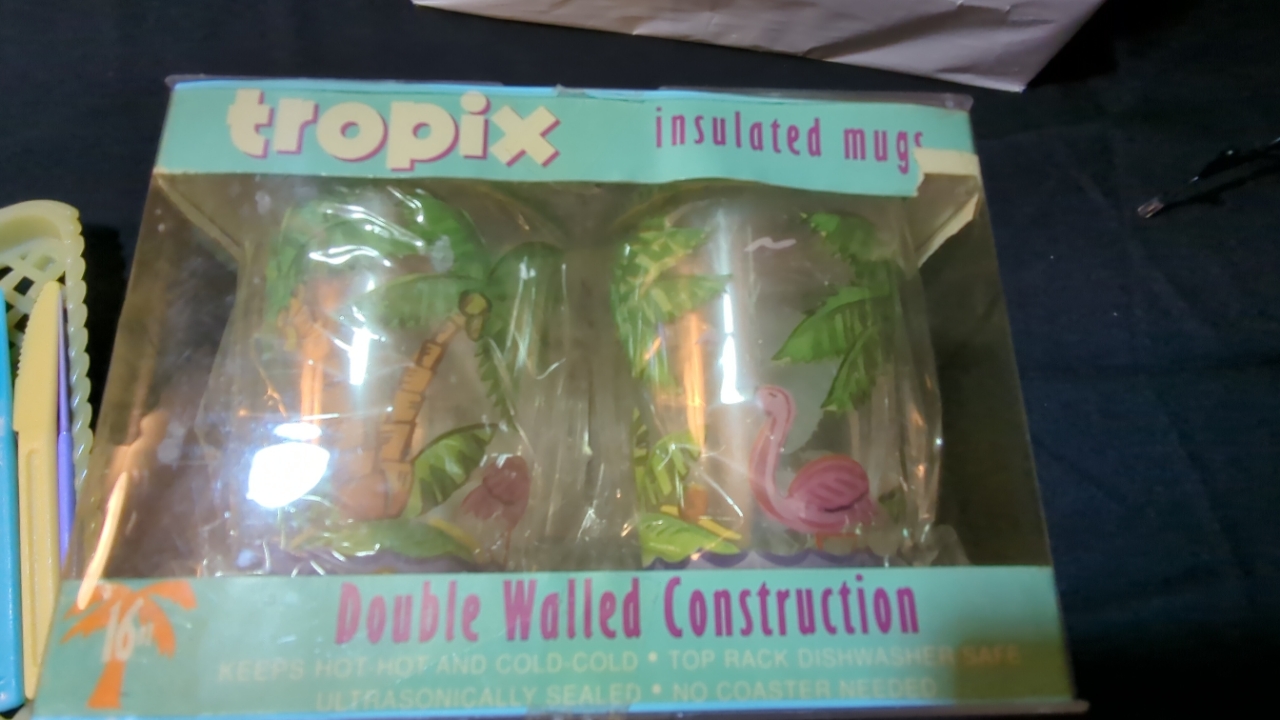 tropix insulated mugs
Double Walled Construction
16oz
KEEPS HOT-HOT AND COLD-COLD • TOP RACK DISHWASHER SAFE
ULTRASONICALLY SEALED • NO COASTER NEEDED